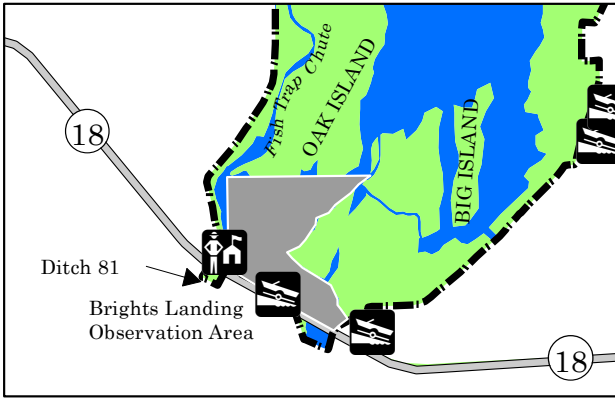 Fish Trap Chute
OAK ISLAND
BIG ISLAND
18
Ditch 81
Brights Landing
Observation Area
18